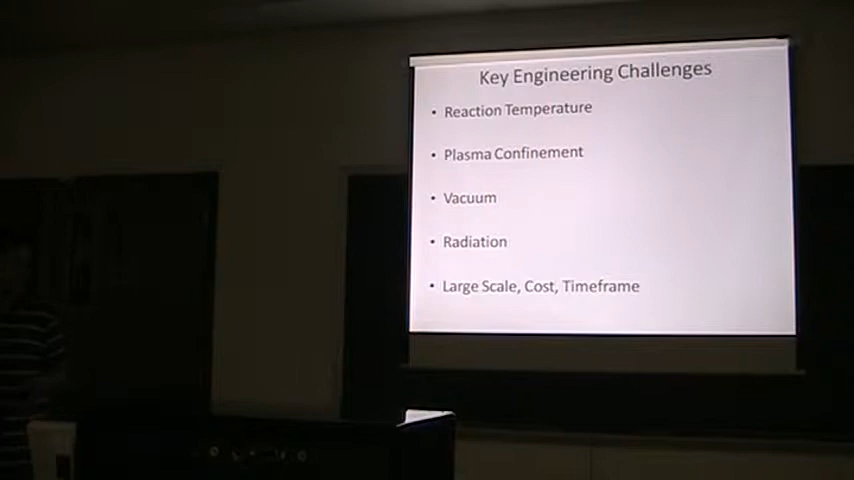 Key Engineering Challenges
• Reaction Temperature
• Plasma Confinement
• Vacuum
• Radiation
• Large Scale, Cost, Timeframe